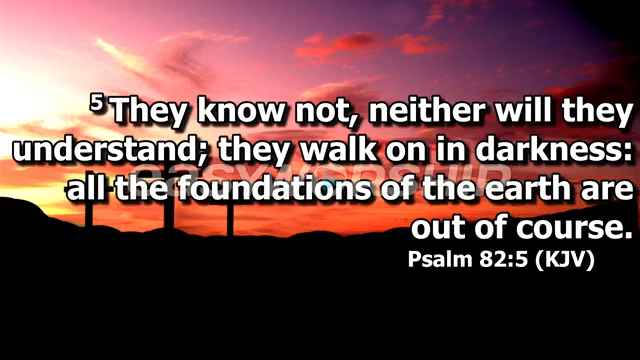 5 They know not, neither will they
understand; they walk on in darkness:
all the foundations of the earth are
out of course.
Psalm 82:5 (KJV)
easyworship